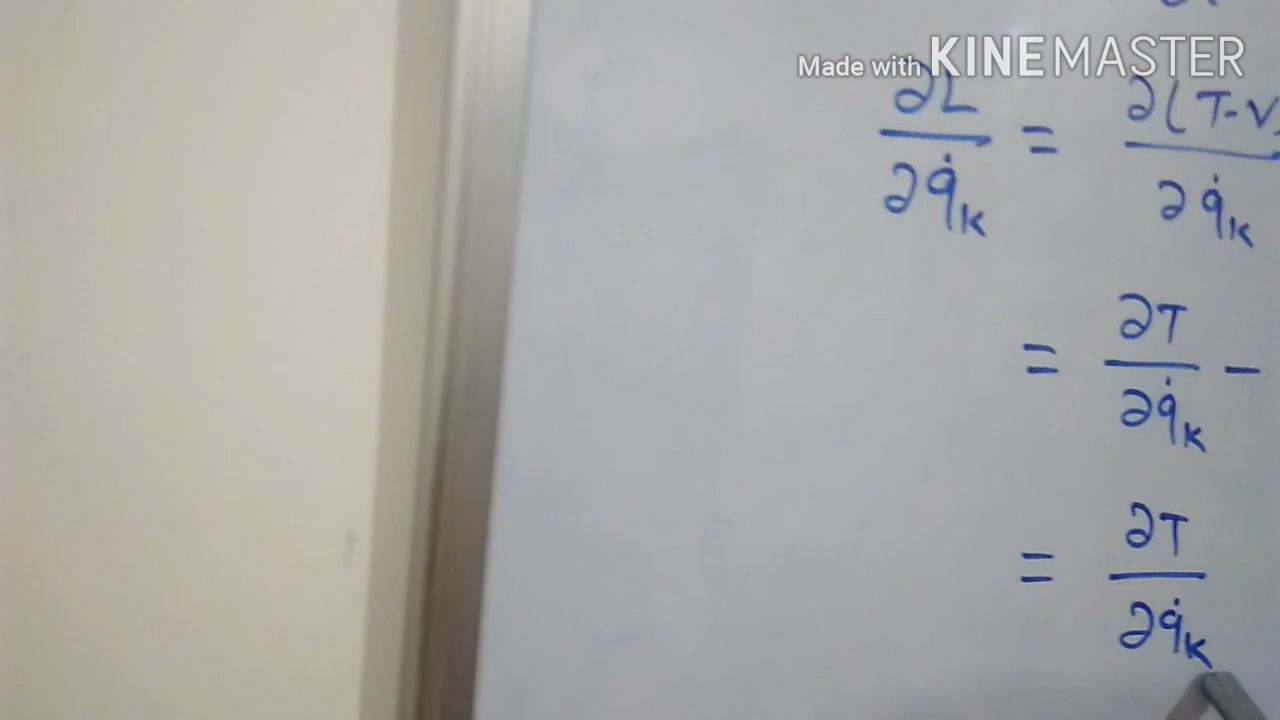 Made with KINEMASTER
∂L/∂q̇k = ∂(T-V)/∂q̇k
= ∂T/∂q̇k -
= ∂T/∂q̇k